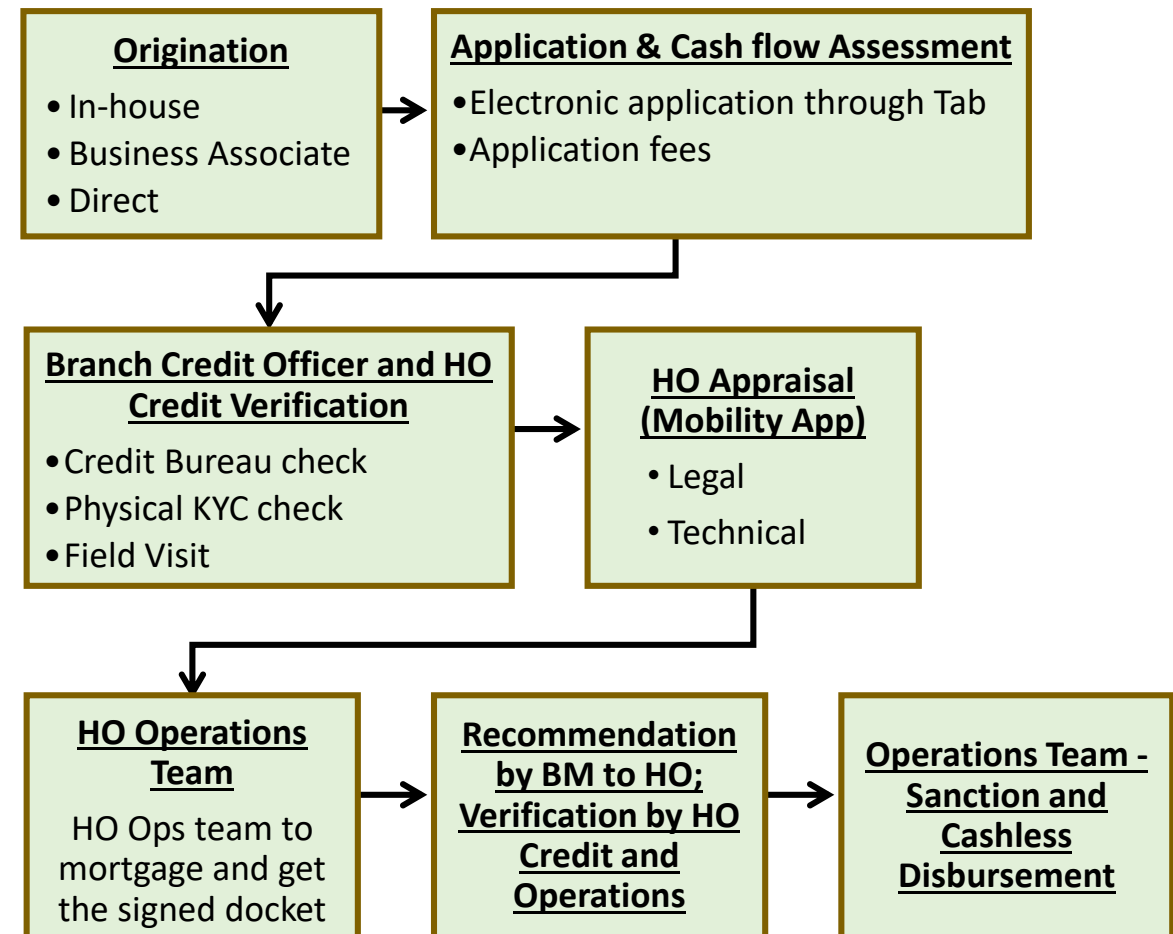 Origination
• In-house
• Business Associate
• Direct
Application & Cash flow Assessment
•Electronic application through Tab
•Application fees
Branch Credit Officer and HO
Credit Verification
•Credit Bureau check
•Physical KYC check
•Field Visit
HO Appraisal
(Mobility App)
• Legal
• Technical
HO Operations
Team
HO Ops team to
mortgage and get
the signed docket
Recommendation
by BM to HO;
Verification by HO
Credit and
Operations
Operations Team -
Sanction and
Cashless
Disbursement